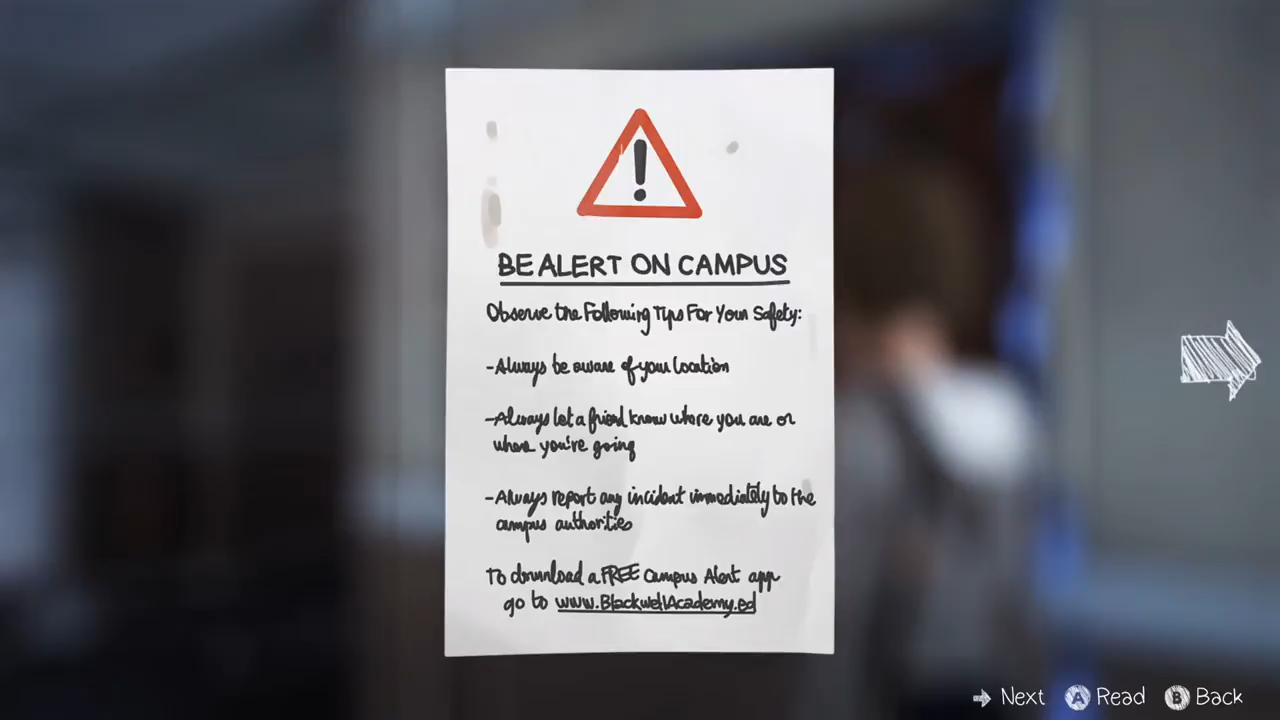 !
BE ALERT ON CAMPUS
Observe the Following Tips For Your Safety:
-Always be aware of your location
-Always let a friend know where you are or
where you're going
-Always report any incident immediately to the
campus authorities
To download a FREE Campus Alert app
go to www.BlackwellAcademy.ed
Next A Read B Back